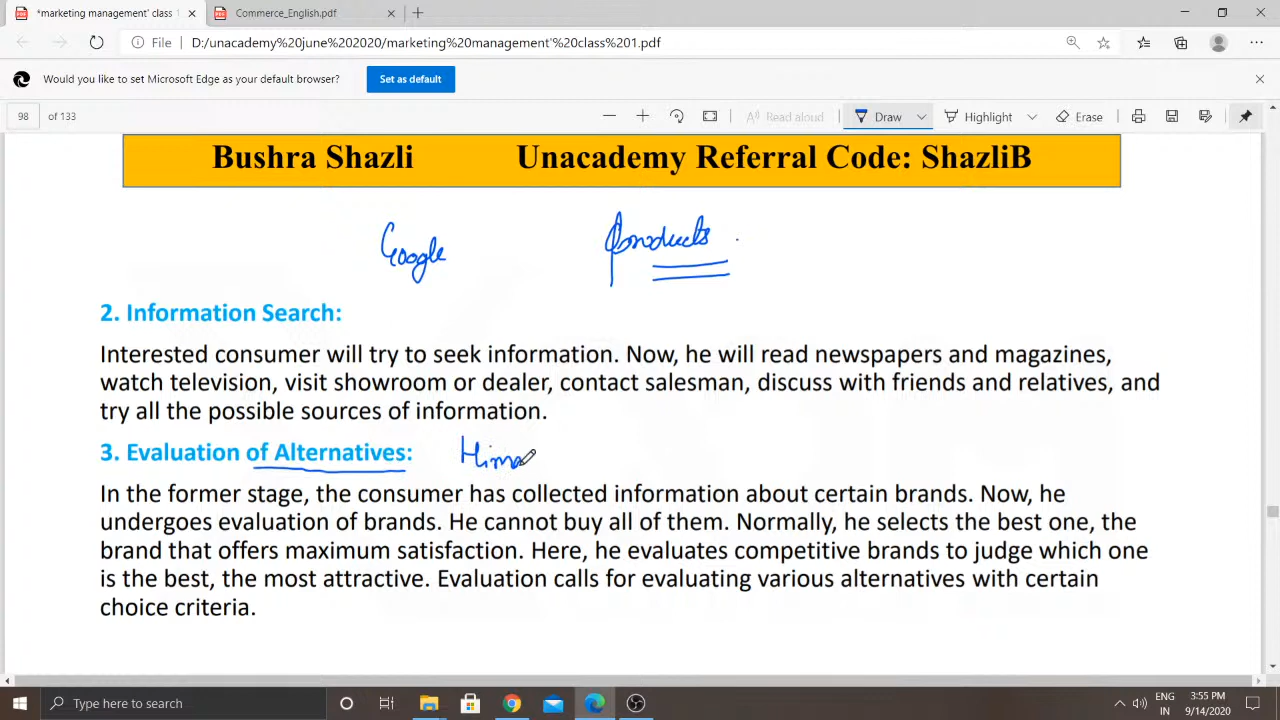 *marketing management' class
Commerce_English.pdf
File
D:/unacademy%20june%202020/marketing%20management'%20class%201.pdf
Would you like to set Microsoft Edge as your default browser?
Set as default
98 of 133
Read aloud
Draw
Highlight
Erase
Bushra Shazli Unacademy Referral Code: ShazliB
Google Products
2. Information Search:
Interested consumer will try to seek information. Now, he will read newspapers and magazines,
watch television, visit showroom or dealer, contact salesman, discuss with friends and relatives, and
try all the possible sources of information.
3. Evaluation of Alternatives: Hima
In the former stage, the consumer has collected information about certain brands. Now, he
undergoes evaluation of brands. He cannot buy all of them. Normally, he selects the best one, the
brand that offers maximum satisfaction. Here, he evaluates competitive brands to judge which one
is the best, the most attractive. Evaluation calls for evaluating various alternatives with certain
choice criteria.
Type here to search
ENG
IN
3:55 PM
9/14/2020